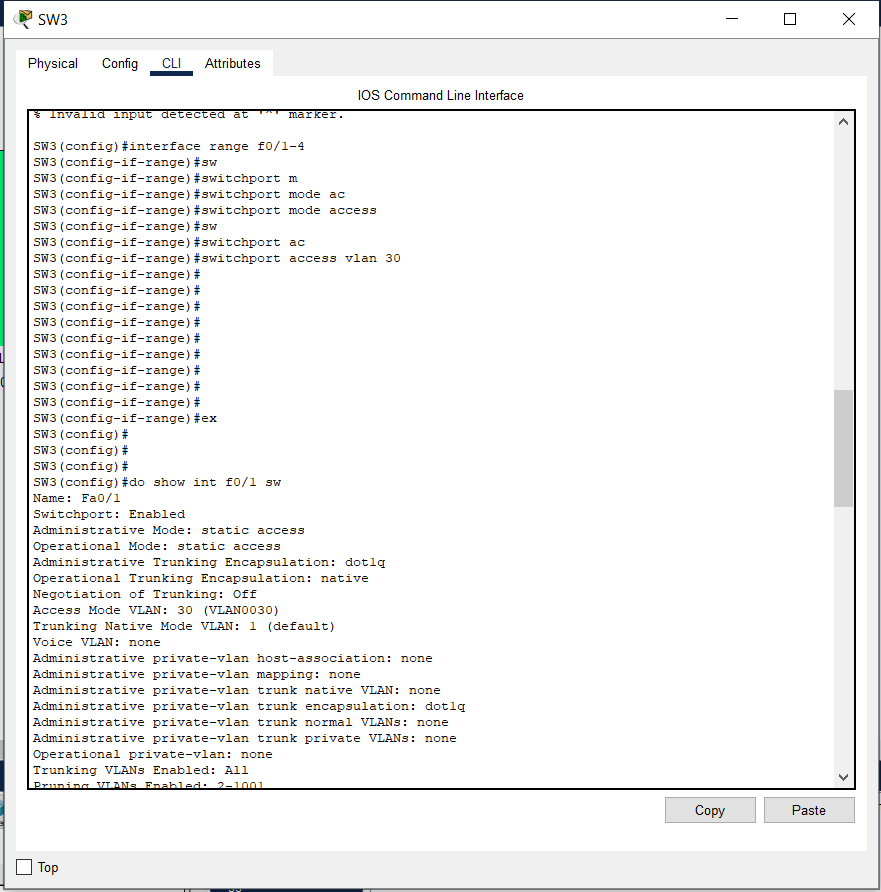 SW3
Physical Config CLI Attributes
IOS Command Line Interface
% Invalid input detected at '^' marker.
SW3(config)#interface range f0/1-4
SW3(config-if-range)#sw
SW3(config-if-range)#switchport m
SW3(config-if-range)#switchport mode ac
SW3(config-if-range)#switchport mode access
SW3(config-if-range)#sw
SW3(config-if-range)#switchport ac
SW3(config-if-range)#switchport access vlan 30
SW3(config-if-range)#
SW3(config-if-range)#
SW3(config-if-range)#
SW3(config-if-range)#
SW3(config-if-range)#
SW3(config-if-range)#
SW3(config-if-range)#
SW3(config-if-range)#
SW3(config-if-range)#
SW3(config-if-range)#ex
SW3(config)#
SW3(config)#
SW3(config)#
SW3(config)#do show int f0/1 sw
Name: Fa0/1
Switchport: Enabled
Administrative Mode: static access
Operational Mode: static access
Administrative Trunking Encapsulation: dot1q
Operational Trunking Encapsulation: native
Negotiation of Trunking: Off
Access Mode VLAN: 30 (VLAN0030)
Trunking Native Mode VLAN: 1 (default)
Voice VLAN: none
Administrative private-vlan host-association: none
Administrative private-vlan mapping: none
Administrative private-vlan trunk native VLAN: none
Administrative private-vlan trunk encapsulation: dot1q
Administrative private-vlan trunk normal VLANs: none
Administrative private-vlan trunk private VLANs: none
Operational private-vlan: none
Trunking VLANs Enabled: All
Pruning VLANs Enabled: 2-1001
Copy Paste
Top